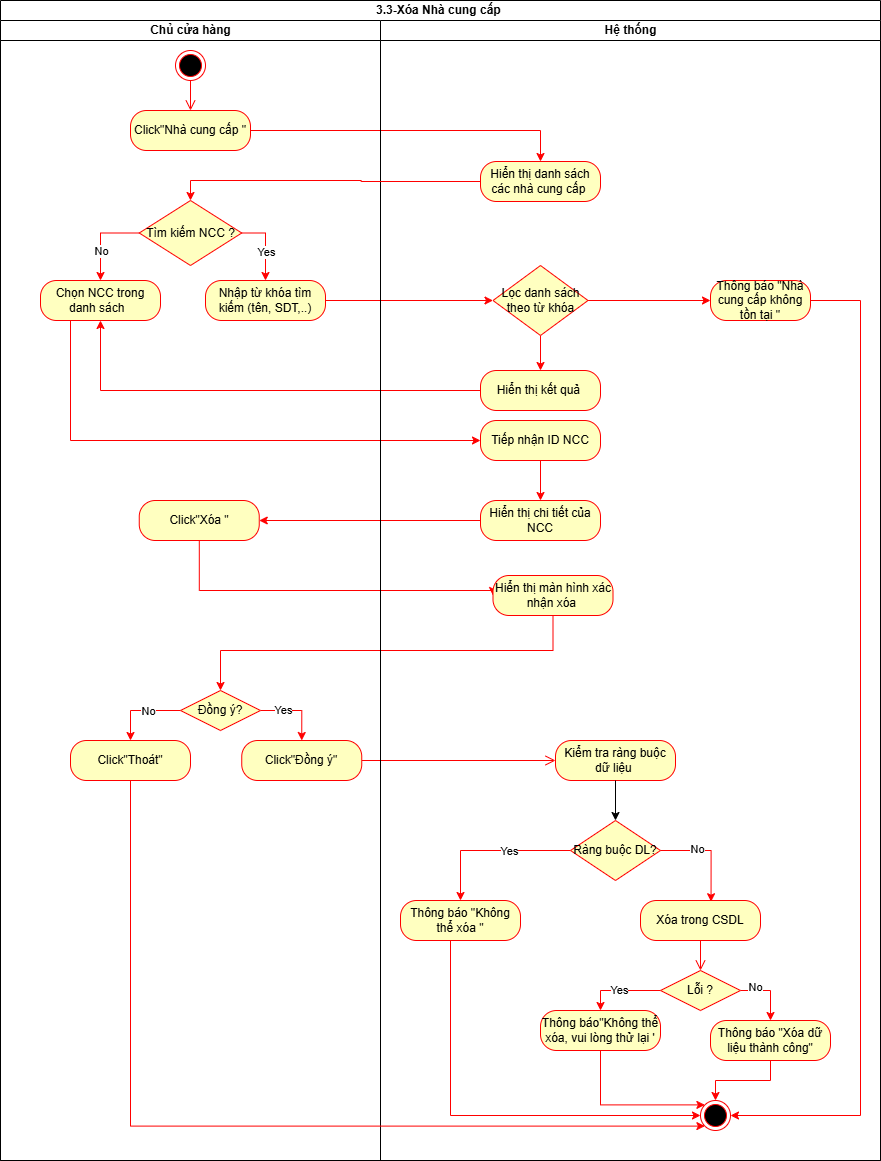 3.3-Xóa Nhà cung cấp
Chủ cửa hàng
Hệ thống
Click"Nhà cung cấp "
Hiển thị danh sách
các nhà cung cấp
Tìm kiếm NCC ?
No
Yes
Chọn NCC trong
danh sách
Nhập từ khóa tìm
kiếm (tên, SDT,..)
Lọc danh sách
theo từ khóa
Thông báo "Nhà
cung cấp không
tồn tai "
Hiển thị kết quả
Tiếp nhận ID NCC
Click"Xóa "
Hiển thị chi tiết của
NCC
Hiển thị màn hình xác
nhận xóa
Đồng ý?
No
Yes
Click"Thoát"
Click"Đồng ý"
Kiểm tra ràng buộc
dữ liệu
Ràng buộc DL?
Yes
No
Thông báo "Không
thể xóa "
Xóa trong CSDL
Lỗi ?
Yes
No
Thông báo"Không thể
xóa, vui lòng thử lại '
Thông báo "Xóa dữ
liệu thành công"